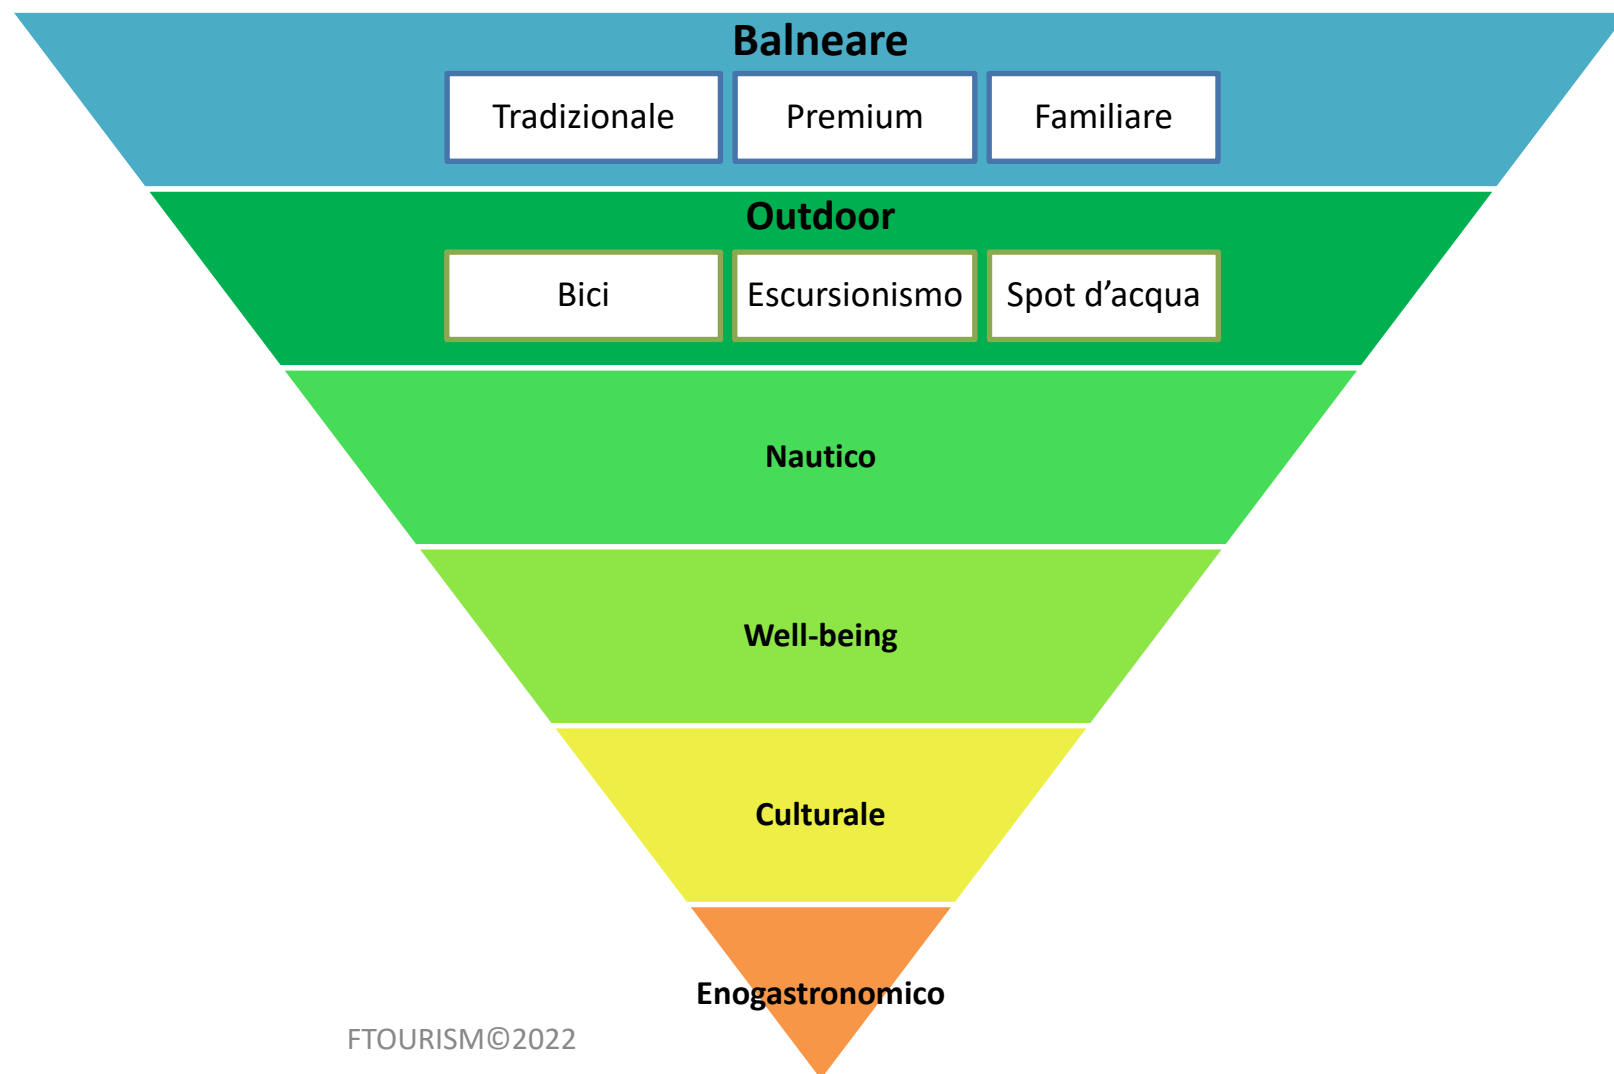 Balneare
Tradizionale
Premium
Familiare
Outdoor
Bici
Escursionismo
Spot d’acqua
Nautico
Well-being
Culturale
Enogastronomico
FTOURISM©2022